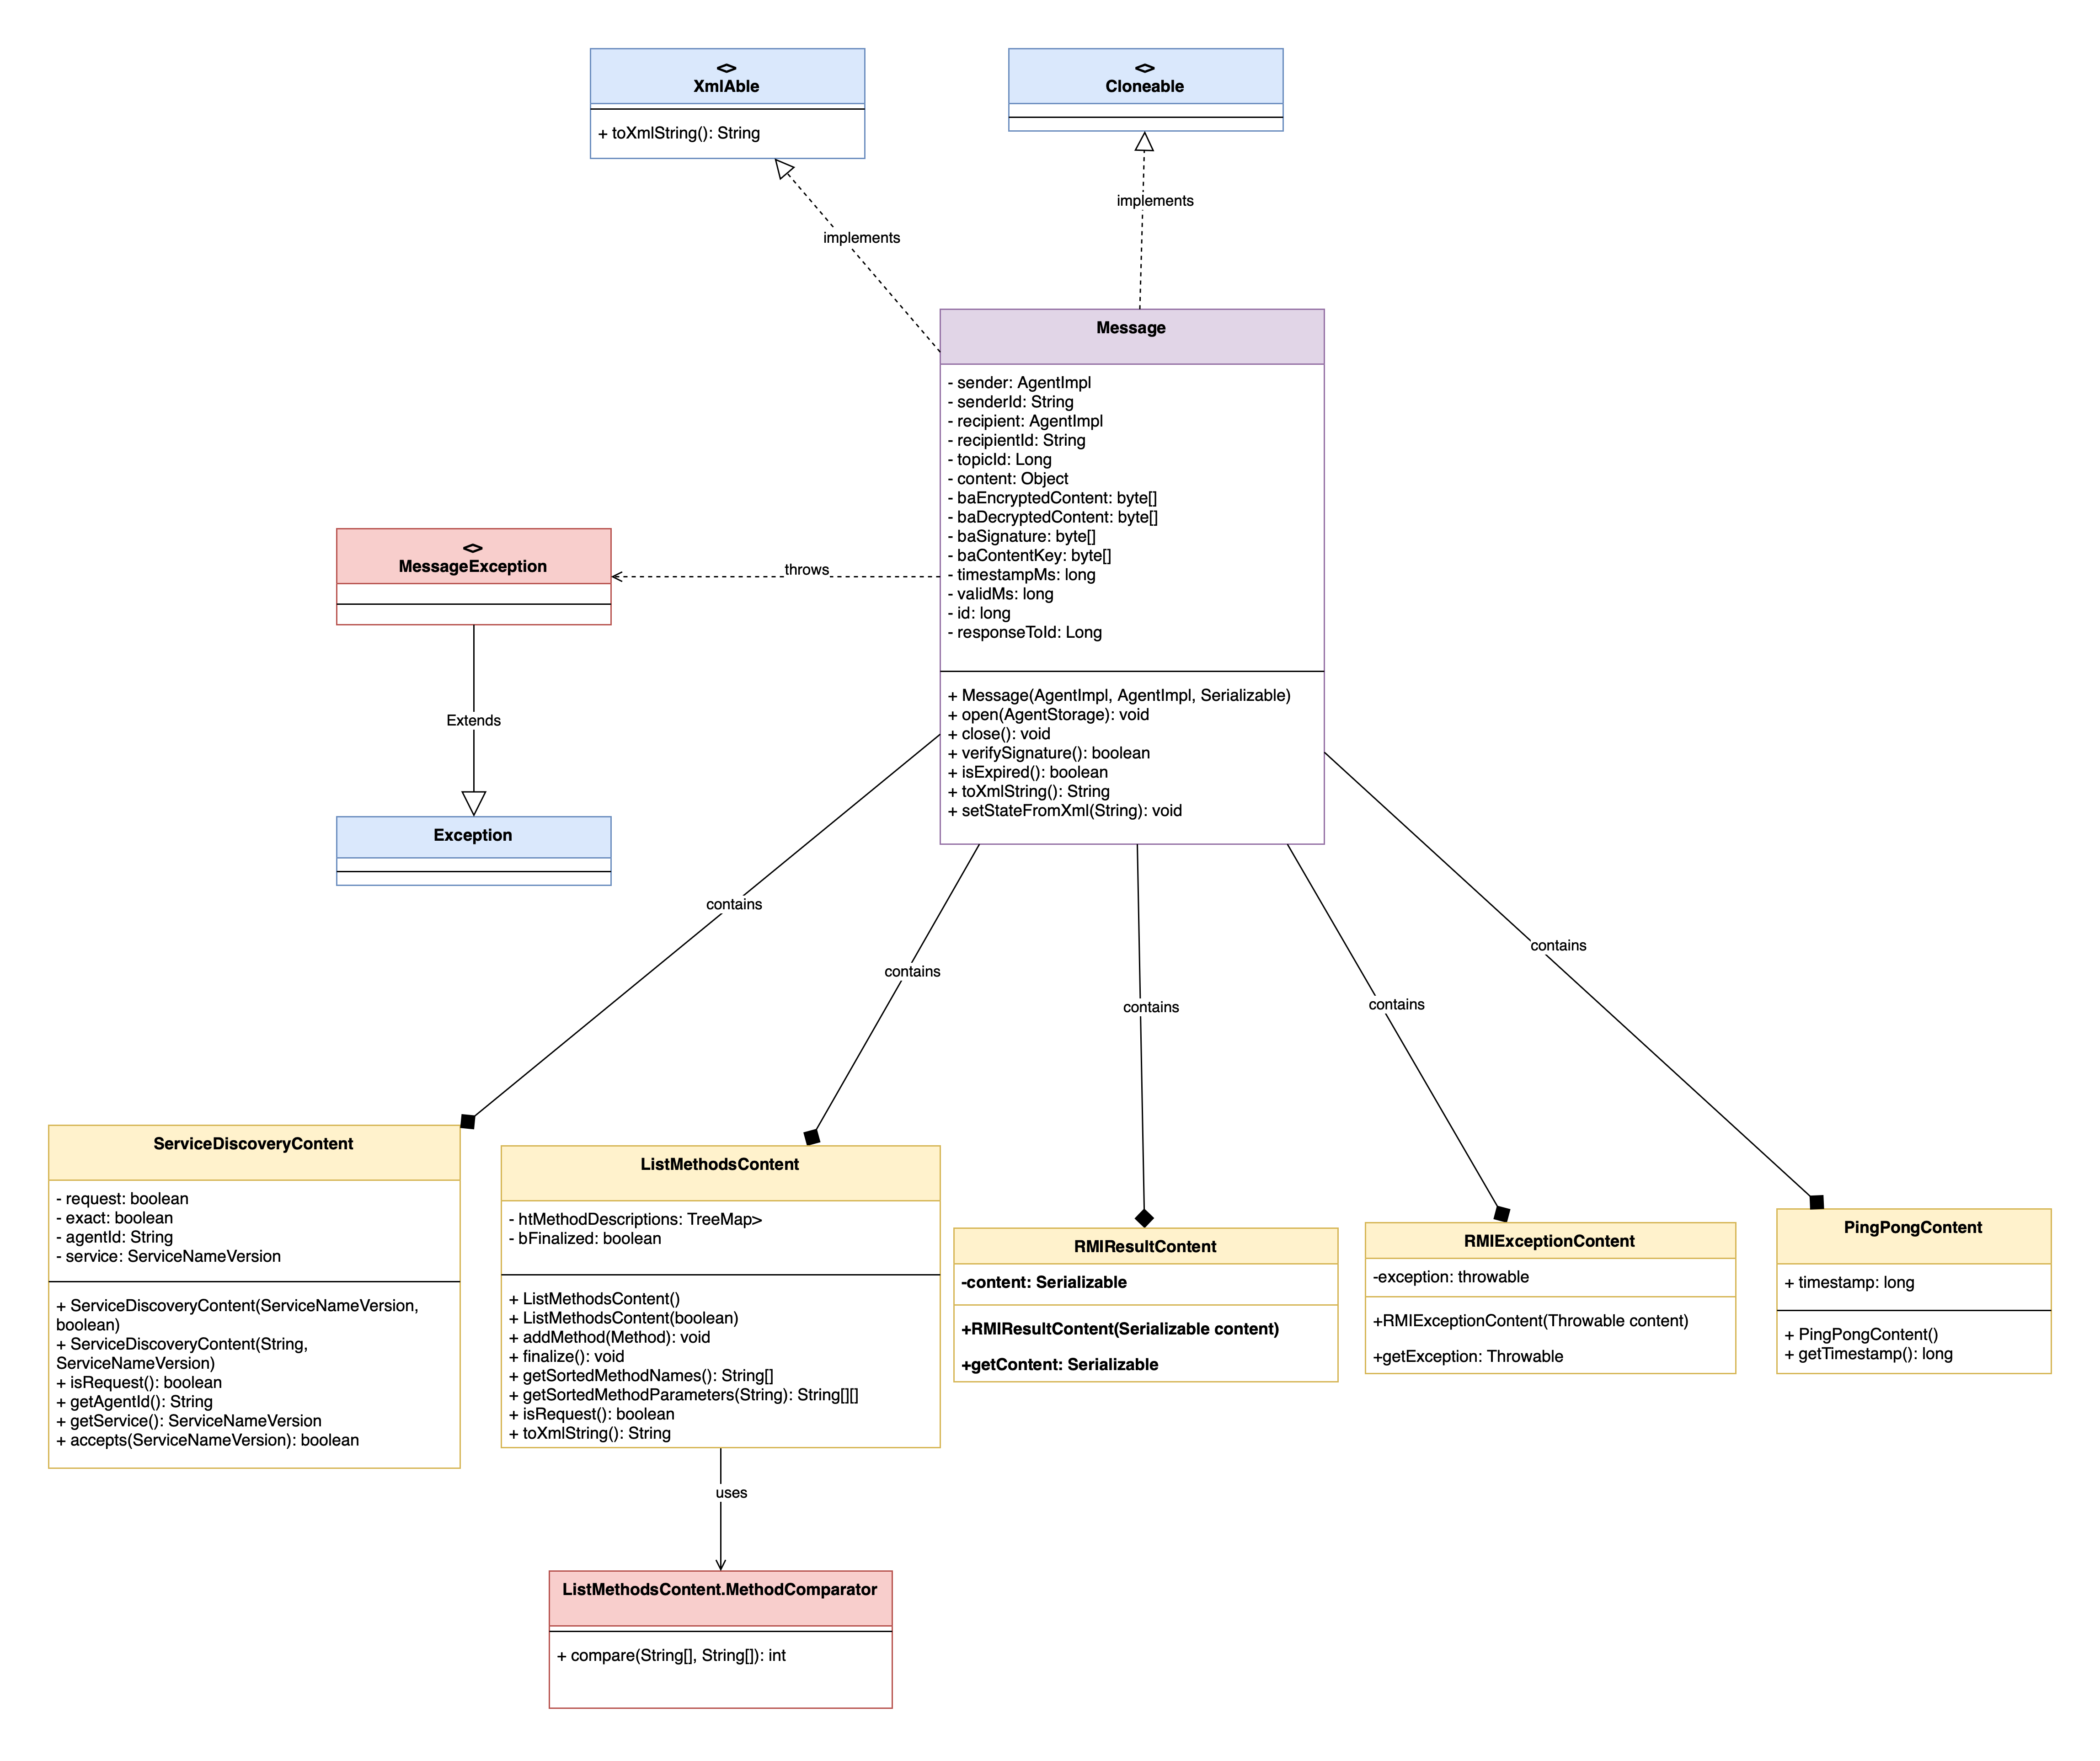 <>
XmlAble
+ toXmlString(): String
<>
Cloneable
implements
implements
Message
- sender: AgentImpl
- senderId: String
- recipient: AgentImpl
- recipientId: String
- topicId: Long
- content: Object
- baEncryptedContent: byte[]
- baDecryptedContent: byte[]
- baSignature: byte[]
- baContentKey: byte[]
- timestampMs: long
- validMs: long
- id: long
- responseToId: Long
+ Message(AgentImpl, AgentImpl, Serializable)
+ open(AgentStorage): void
+ close(): void
+ verifySignature(): boolean
+ isExpired(): boolean
+ toXmlString(): String
+ setStateFromXml(String): void
throws
<>
MessageException
Extends
Exception
contains
contains
contains
contains
contains
ServiceDiscoveryContent
- request: boolean
- exact: boolean
- agentId: String
- service: ServiceNameVersion
+ ServiceDiscoveryContent(ServiceNameVersion,
boolean)
+ ServiceDiscoveryContent(String,
ServiceNameVersion)
+ isRequest(): boolean
+ getAgentId(): String
+ getService(): ServiceNameVersion
+ accepts(ServiceNameVersion): boolean
ListMethodsContent
- htMethodDescriptions: TreeMap>
- bFinalized: boolean
+ ListMethodsContent()
+ ListMethodsContent(boolean)
+ addMethod(Method): void
+ finalize(): void
+ getSortedMethodNames(): String[]
+ getSortedMethodParameters(String): String[][]
+ isRequest(): boolean
+ toXmlString(): String
RMIResultContent
-content: Serializable
+RMIResultContent(Serializable content)
+getContent: Serializable
RMIExceptionContent
-exception: throwable
+RMIExceptionContent(Throwable content)
+getException: Throwable
PingPongContent
+ timestamp: long
+ PingPongContent()
+ getTimestamp(): long
uses
ListMethodsContent.MethodComparator
+ compare(String[], String[]): int